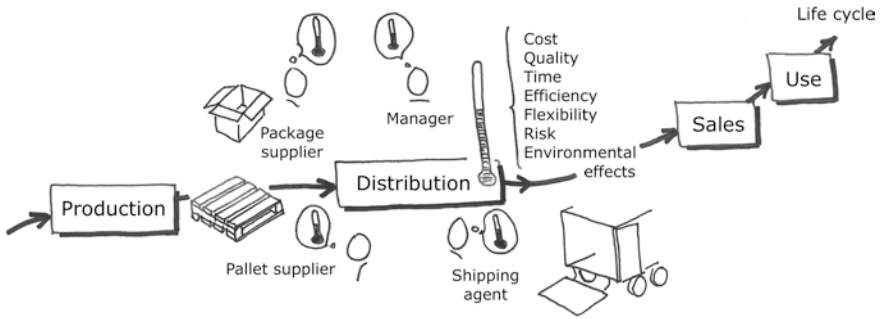 Life cycle
Cost
Quality
Time
Efficiency
Flexibility
Risk
Environmental
effects
Use
Sales
Package
supplier
Manager
Production
Distribution
Pallet supplier
Shipping
agent